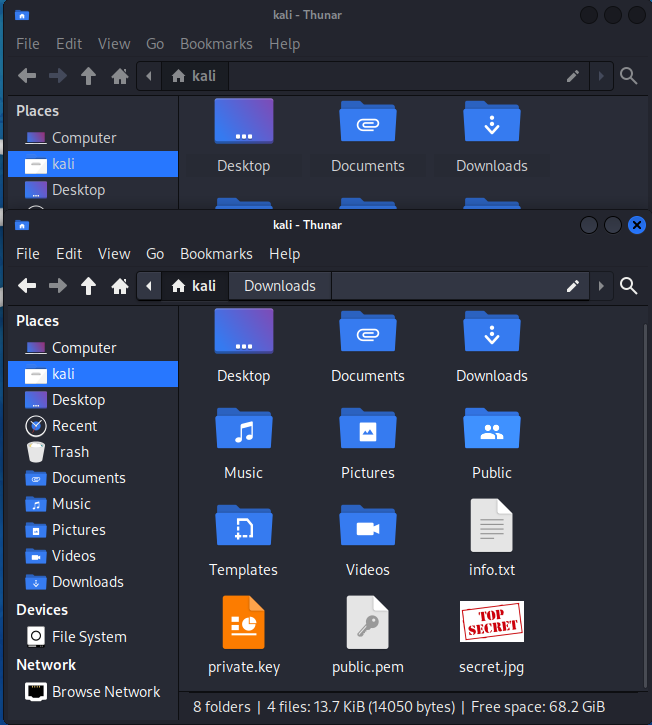 kali - Thunar
File Edit View Go Bookmarks Help
kali
Places
Computer
kali
Desktop
Desktop Documents Downloads
kali - Thunar
File Edit View Go Bookmarks Help
kali Downloads
Places
Computer
kali
Desktop
Recent
Trash
Documents
Music
Pictures
Videos
Downloads
Devices
File System
Network
Browse Network
Desktop Documents Downloads
Music Pictures Public
Templates Videos info.txt
TOP
SECRET
private.key public.pem secret.jpg
8 folders | 4 files: 13.7 KiB (14050 bytes) | Free space: 68.2 GiB